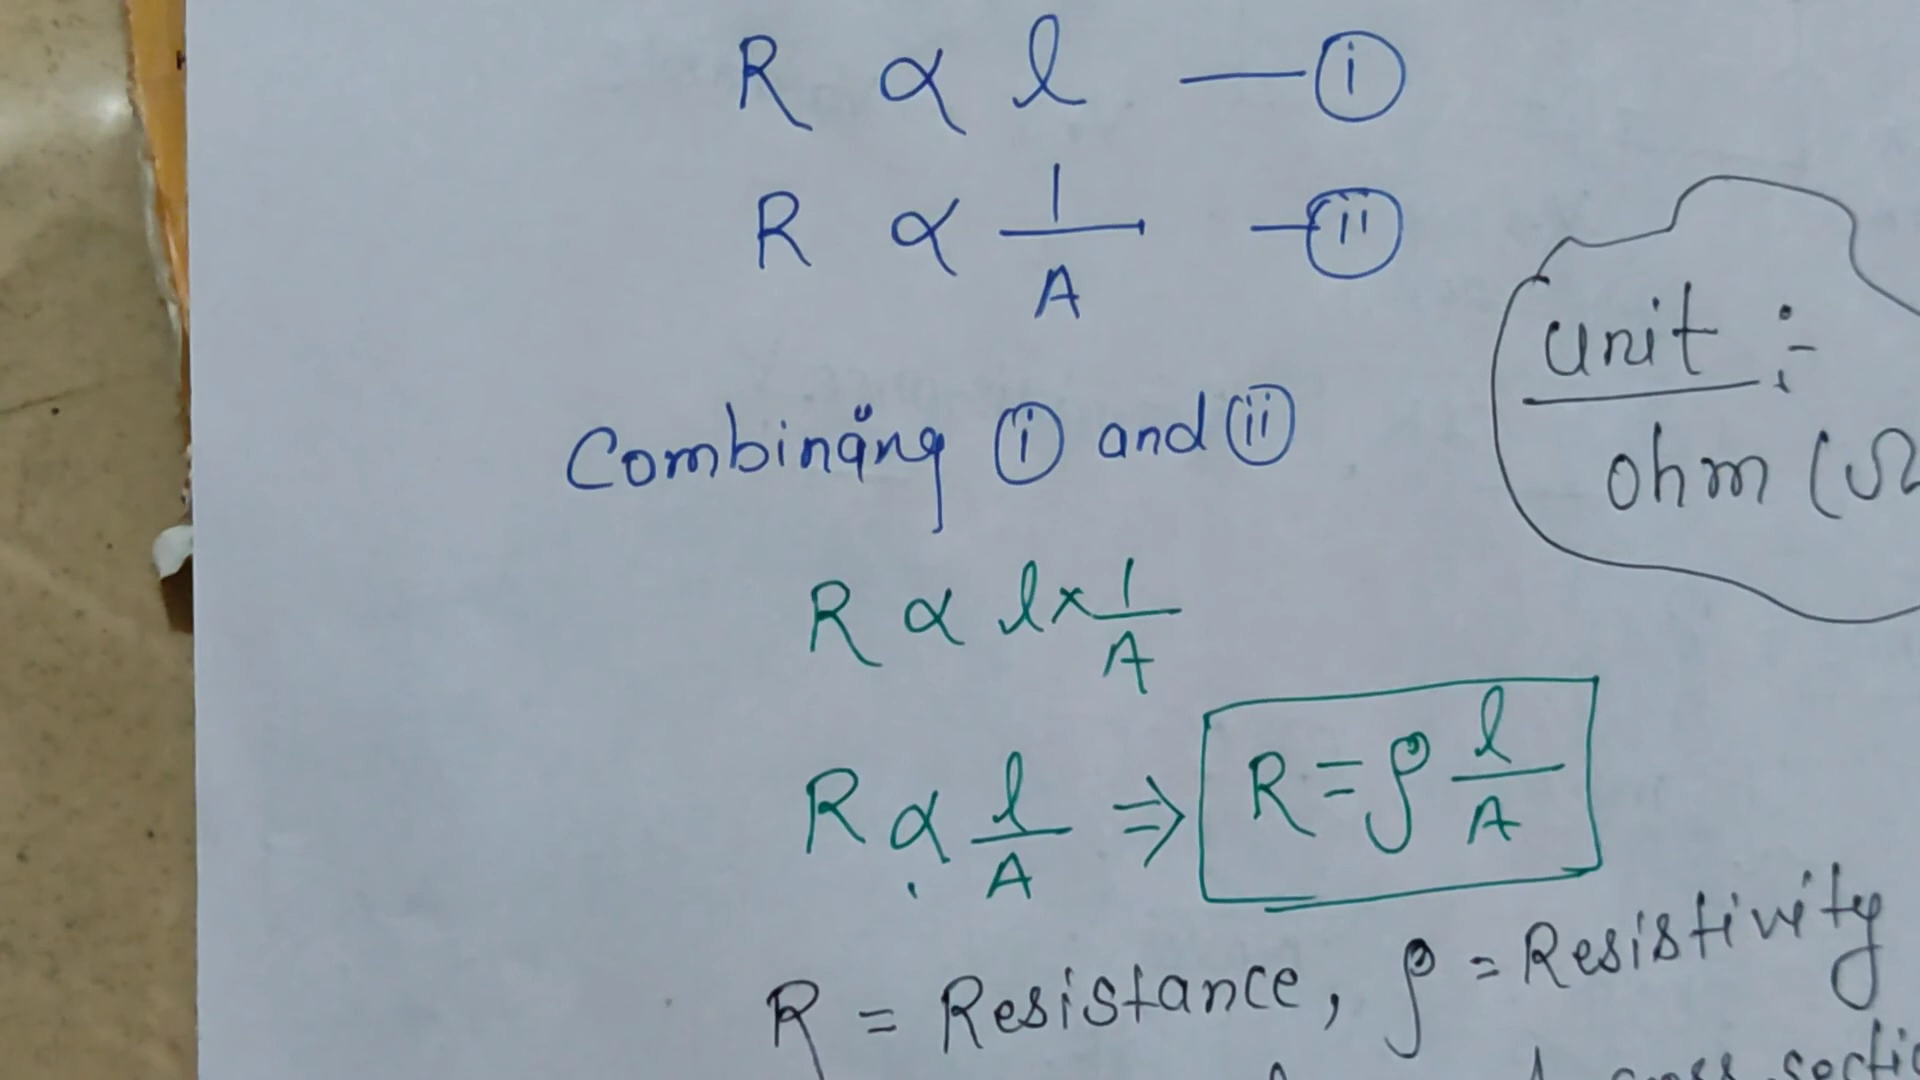 R ∝ l — (i)
R ∝ 1/A — (ii)
unit :-
ohm (Ω
Combining (i) and (ii)
R ∝ l × 1/A
R ∝ l/A ⇒ R = ρ l/A
R = Resistance, ρ = Resistivity